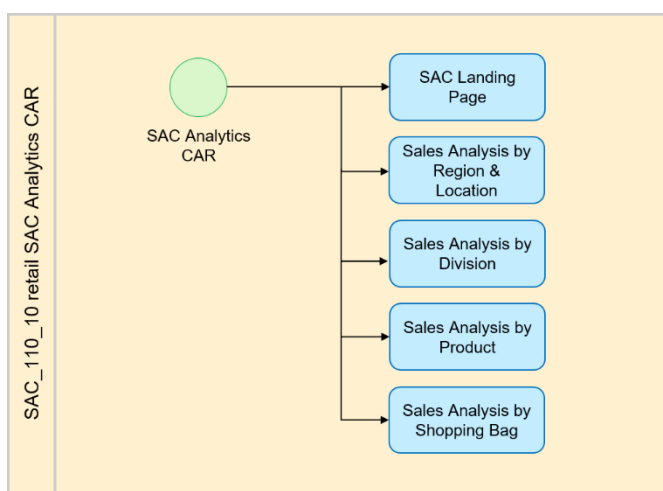 SAC_110_10 retail SAC Analytics CAR
SAC Analytics
CAR
SAC Landing
Page
Sales Analysis by
Region &
Location
Sales Analysis by
Division
Sales Analysis by
Product
Sales Analysis by
Shopping Bag